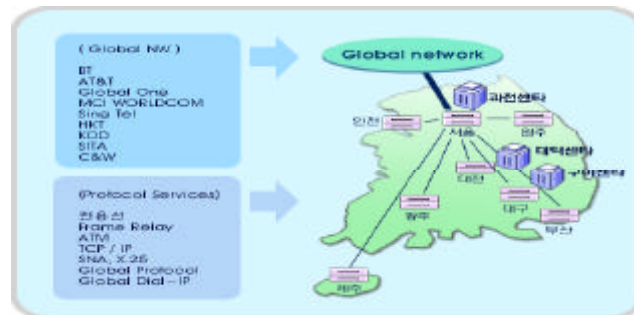 ( Global NW )
BT
AT&T
Global One
MCI WORLDCOM
Sing Tel
HKT
KDD
SITA
C&W
(Protocol Services)
전용선
Frame Relay
ATM
TCP / IP
SNA, X.25
Global Protocol
Global Dial-IP
Global network
과천센타
인천
서울
원주
대덕센타
대전
구미센타
광주
대구
부산
제주